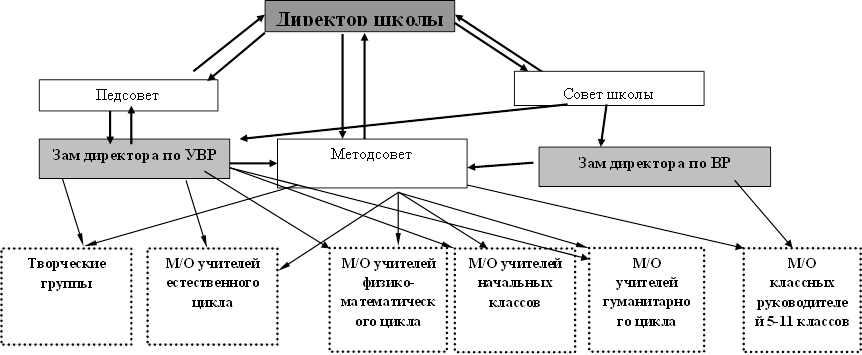 Директор школы
Педсовет
Совет школы
Зам директора по УВР
Методсовет
Зам директора по ВР
Творческие
группы
М/О учителей
естественного
цикла
М/О учителей
физико-
математическ
ого цикла
М/О учителей
начальных
классов
М/О
учителей
гуманитарно
го цикла
М/О
классных
руководителе
й 5-11 классов